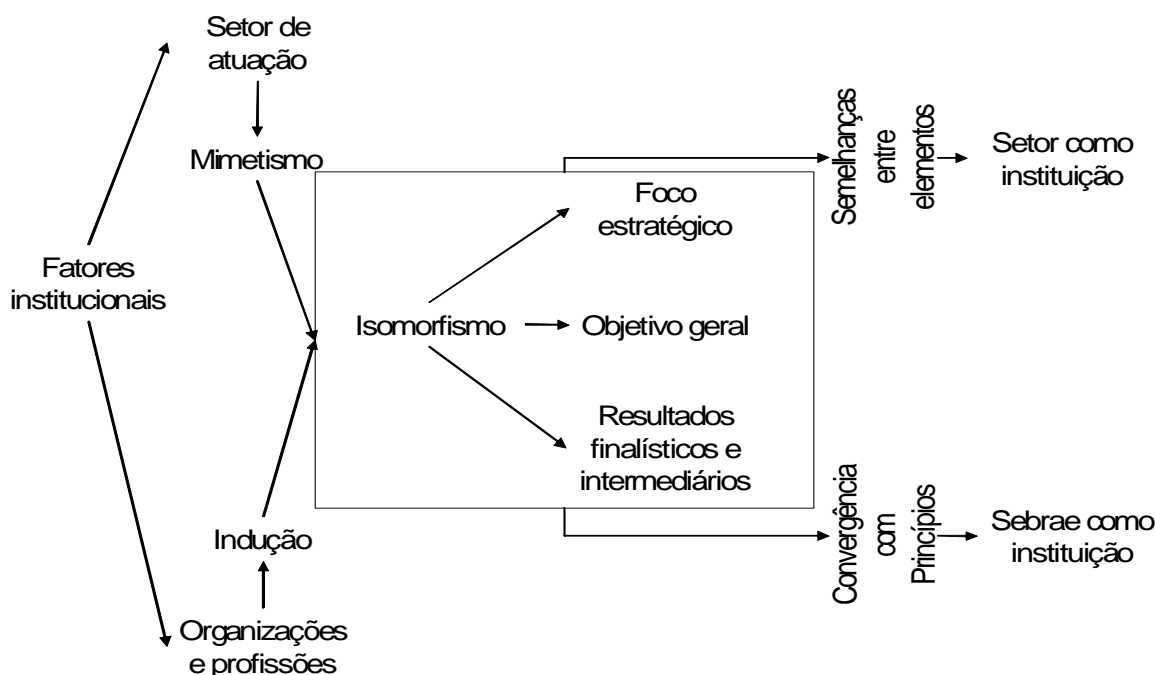 Setor de
atuação
Mimetismo
Fatores
institucionais
Indução
Organizações
e profissões
Isomorfismo
Foco
estratégico
Objetivo geral
Resultados
finalísticos e
intermediários
Semelhanças
entre
elementos
Setor como
instituição
Convergência
com
Princípios
Sebrae como
instituição